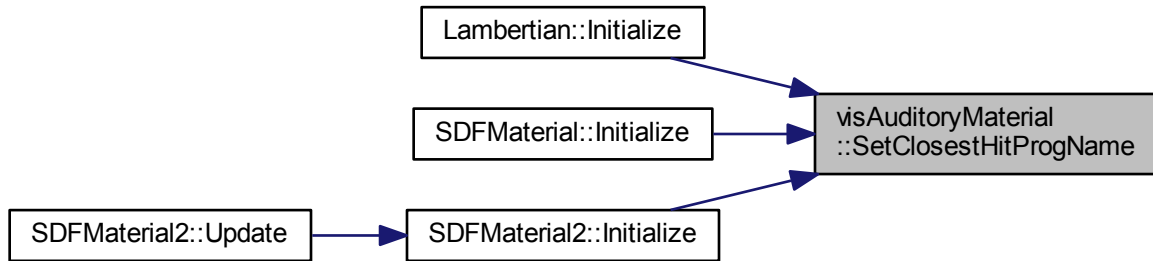 Lambertian::Initialize
visAuditoryMaterial
::SetClosestHitProgName
SDFMaterial::Initialize
SDFMaterial2::Update
SDFMaterial2::Initialize